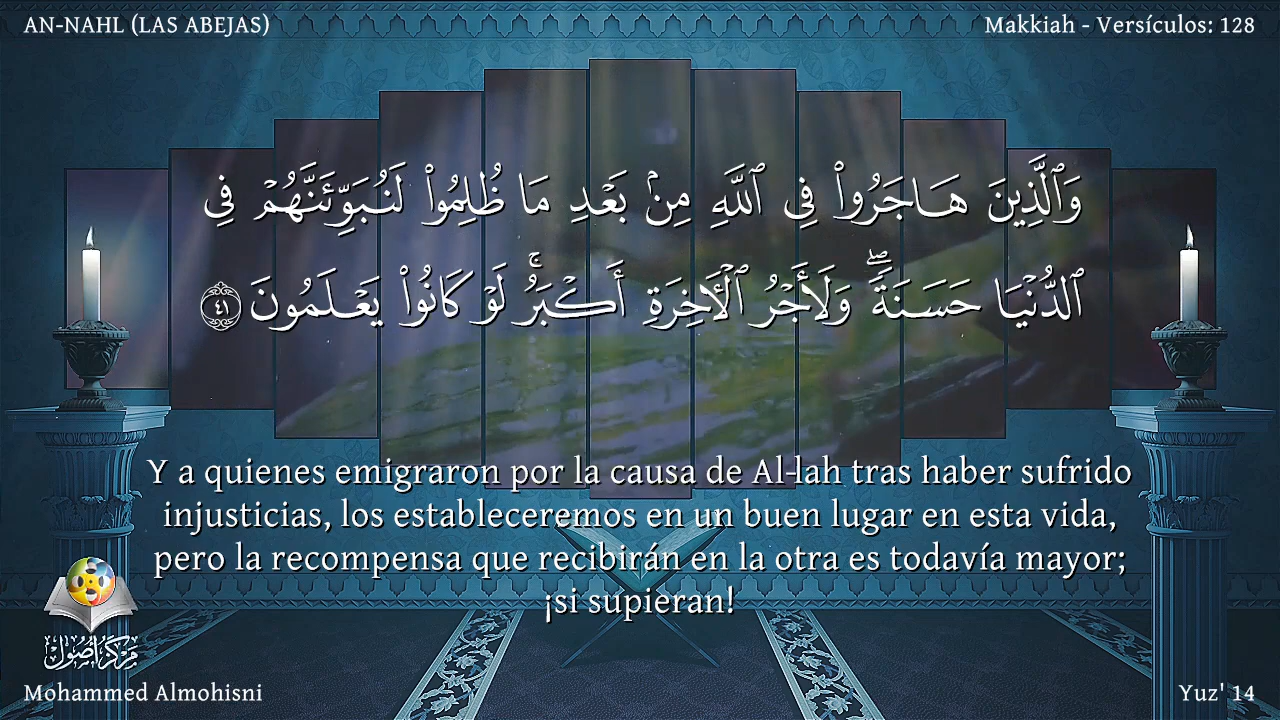 AN-NAHL (LAS ABEJAS)
Makkiah - Versículos: 128
وَٱلَّذِينَ هَاجَرُوا۟ فِى ٱللَّهِ مِنۢ بَعْدِ مَا ظُلِمُوا۟ لَنُبَوِّئَنَّهُمْ فِى
ٱلدُّنْيَا حَسَنَةً ۖ وَلَأَجْرُ ٱلْـَٔاخِرَةِ أَكْبَرُ ۚ لَوْ كَانُوا۟ يَعْلَمُونَ ٤١
Y a quienes emigraron por la causa de Al-lah tras haber sufrido
injusticias, los estableceremos en un buen lugar en esta vida,
pero la recompensa que recibirán en la otra es todavía mayor;
¡si supieran!
مركز أصول
Mohammed Almohisni
Yuz' 14